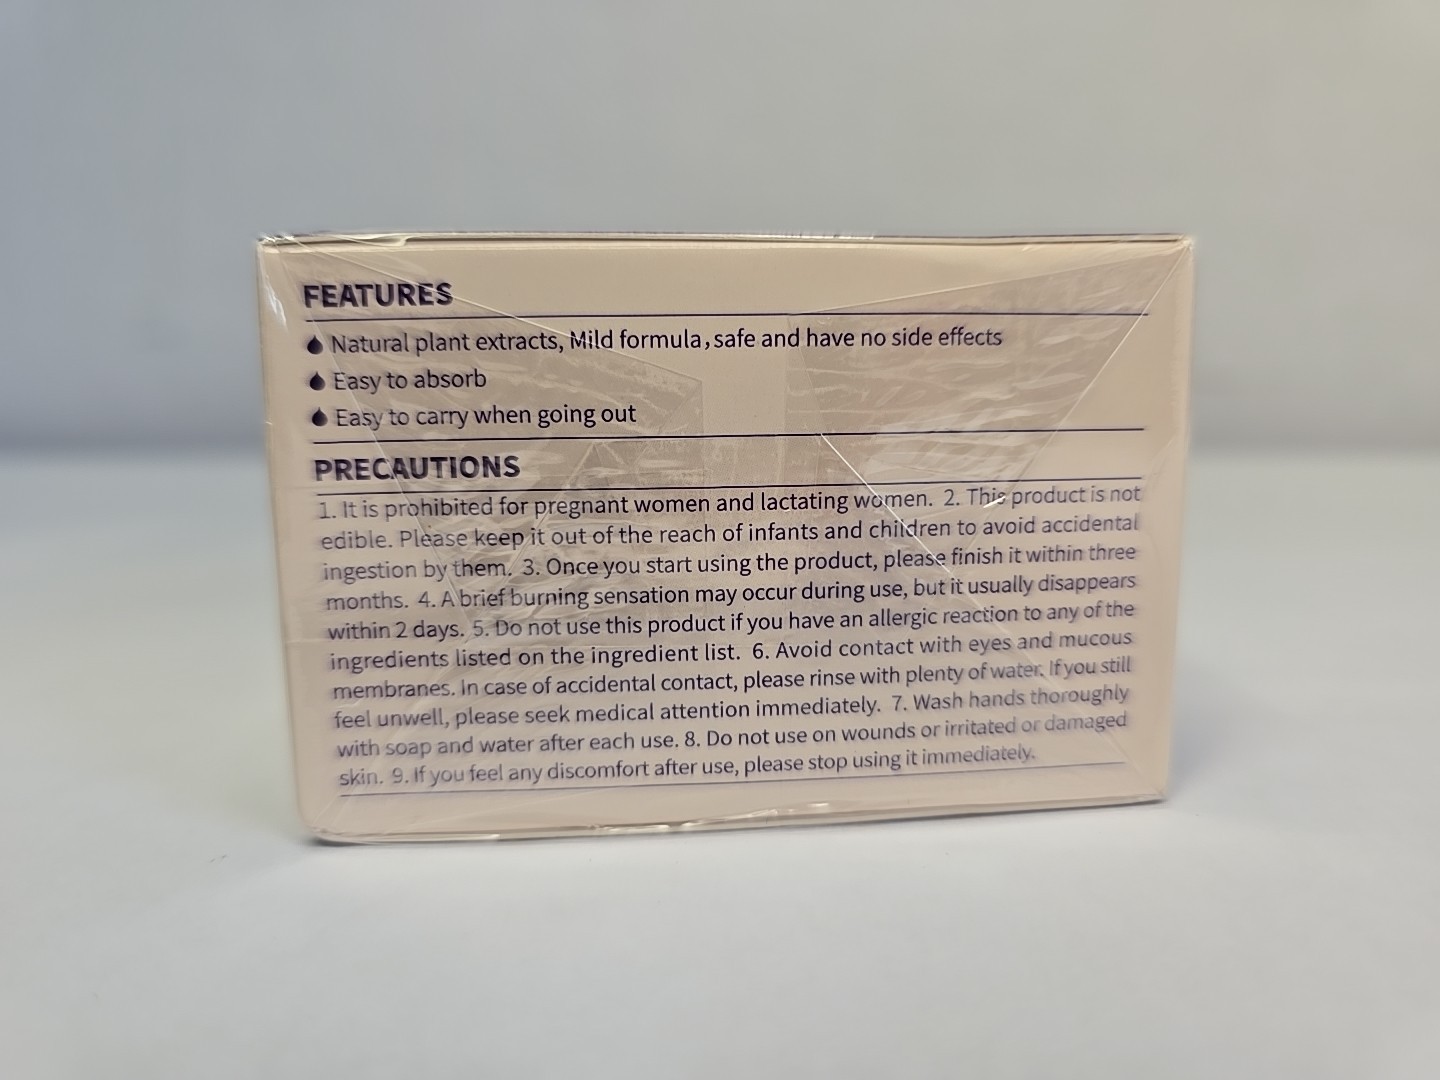 FEATURES
Natural plant extracts, Mild formula, safe and have no side effects
Easy to absorb
Easy to carry when going out
PRECAUTIONS
1. It is prohibited for pregnant women and lactating women. 2. This product is not
edible. Please keep it out of the reach of infants and children to avoid accidental
ingestion by them. 3. Once you start using the product, please finish it within three
months. 4. A brief burning sensation may occur during use, but it usually disappears
within 2 days. 5. Do not use this product if you have an allergic reaction to any of the
ingredients listed on the ingredient list. 6. Avoid contact with eyes and mucous
membranes. In case of accidental contact, please rinse with plenty of water. If you still
feel unwell, please seek medical attention immediately. 7. Wash hands thoroughly
with soap and water after each use. 8. Do not use on wounds or irritated or damaged
skin. 9. If you feel any discomfort after use, please stop using it immediately.